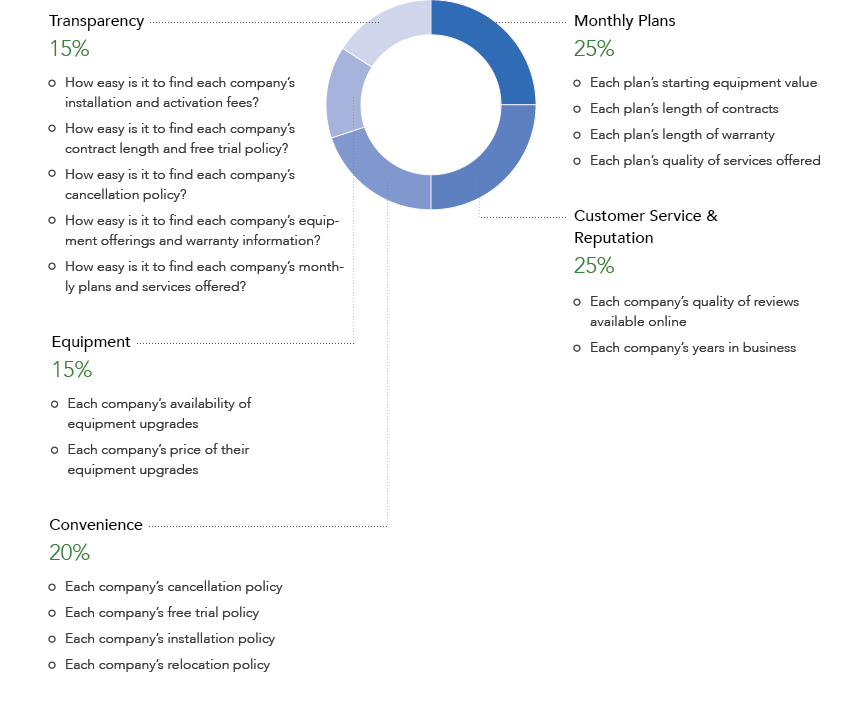 Transparency
15%
How easy is it to find each company's
installation and activation fees?
How easy is it to find each company's
contract length and free trial policy?
How easy is it to find each company's
cancellation policy?
How easy is it to find each company's equip-
ment offerings and warranty information?
How easy is it to find each company's month-
ly plans and services offered?
Equipment
15%
Each company's availability of
equipment upgrades
Each company's price of their
equipment upgrades
Convenience
20%
Each company's cancellation policy
Each company's free trial policy
Each company's installation policy
Each company's relocation policy
Monthly Plans
25%
Each plan's starting equipment value
Each plan's length of contracts
Each plan's length of warranty
Each plan's quality of services offered
Customer Service &
Reputation
25%
Each company's quality of reviews
available online
Each company's years in business